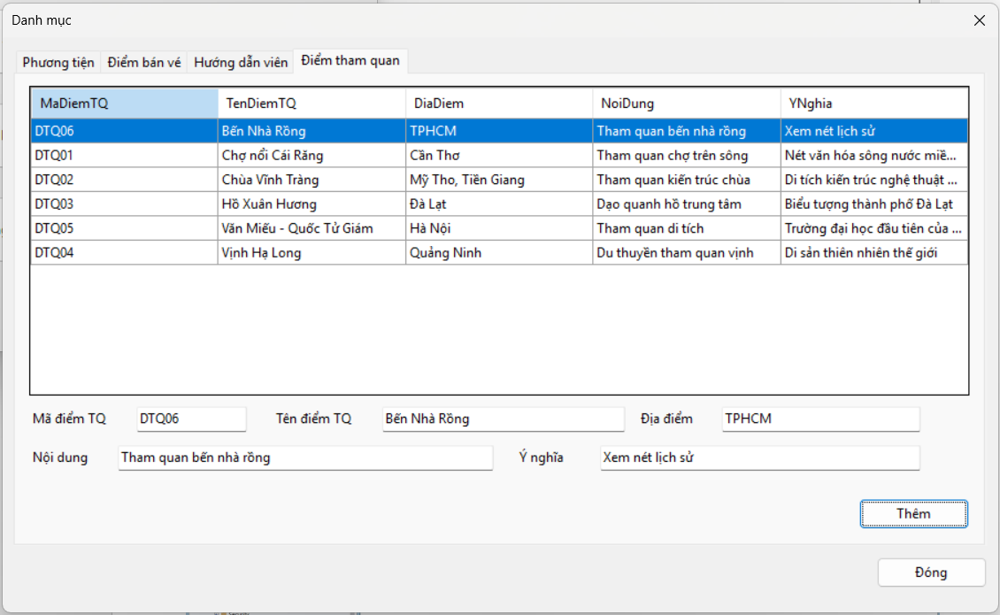 Danh mục
Phương tiện Điểm bán vé Hướng dẫn viên Điểm tham quan
MaDiemTQ TenDiemTQ DiaDiem NoiDung YNghia
DTQ06 Bến Nhà Rồng TPHCM Tham quan bến nhà rồng Xem nét lịch sử
DTQ01 Chợ nổi Cái Răng Cần Thơ Tham quan chợ trên sông Nét văn hóa sông nước miề...
DTQ02 Chùa Vĩnh Tràng Mỹ Tho, Tiền Giang Tham quan kiến trúc chùa Di tích kiến trúc nghệ thuật ...
DTQ03 Hồ Xuân Hương Đà Lạt Dạo quanh hồ trung tâm Biểu tượng thành phố Đà Lạt
DTQ05 Văn Miếu - Quốc Tử Giám Hà Nội Tham quan di tích Trường đại học đầu tiên của ...
DTQ04 Vịnh Hạ Long Quảng Ninh Du thuyền tham quan vịnh Di sản thiên nhiên thế giới
Mã điểm TQ DTQ06 Tên điểm TQ Bến Nhà Rồng Địa điểm TPHCM
Nội dung Tham quan bến nhà rồng Ý nghĩa Xem nét lịch sử
Thêm
Đóng